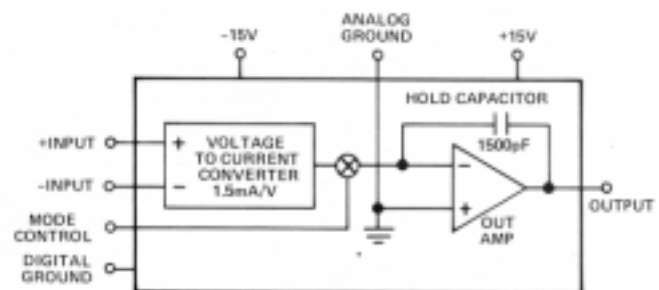 ANALOG
GROUND
-15V
+15V
HOLD CAPACITOR
1500pF
+INPUT
+
VOLTAGE
TO CURRENT
CONVERTER
1.5mA/V
-INPUT
−
−
+
OUT
AMP
OUTPUT
MODE
CONTROL
DIGITAL
GROUND